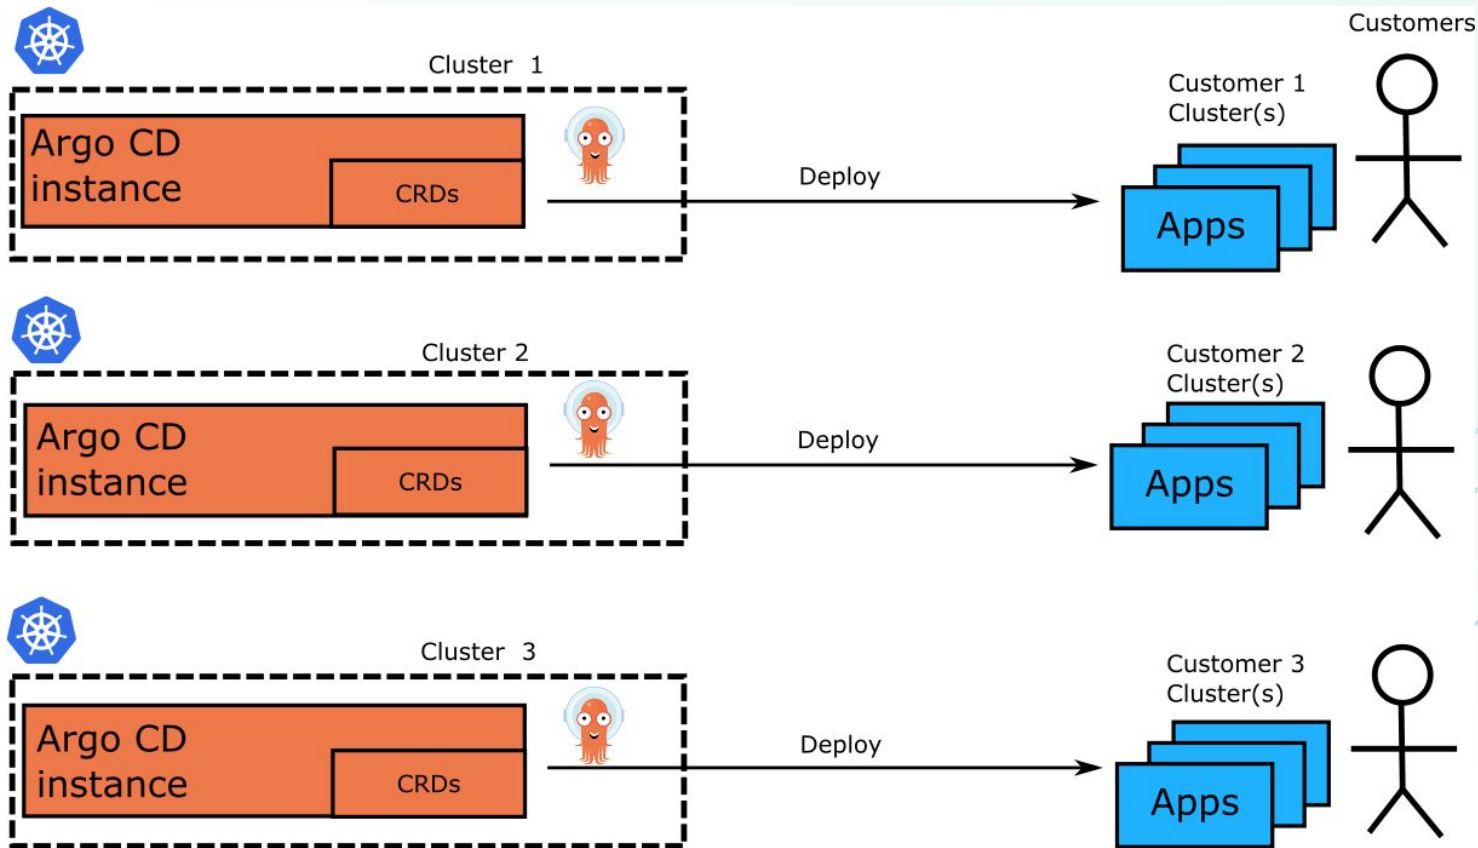 Customers
Cluster 1
Customer 1
Cluster(s)
Argo CD
instance
CRDs
Deploy
Apps
Cluster 2
Customer 2
Cluster(s)
Argo CD
instance
CRDs
Deploy
Apps
Cluster 3
Customer 3
Cluster(s)
Argo CD
instance
CRDs
Deploy
Apps